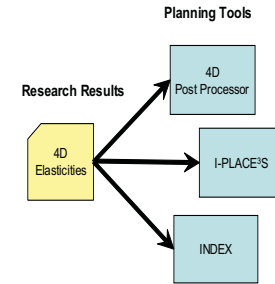 Planning Tools
4D
Post Processor
Research Results
4D
Elasticities
I-PLACE³S
INDEX